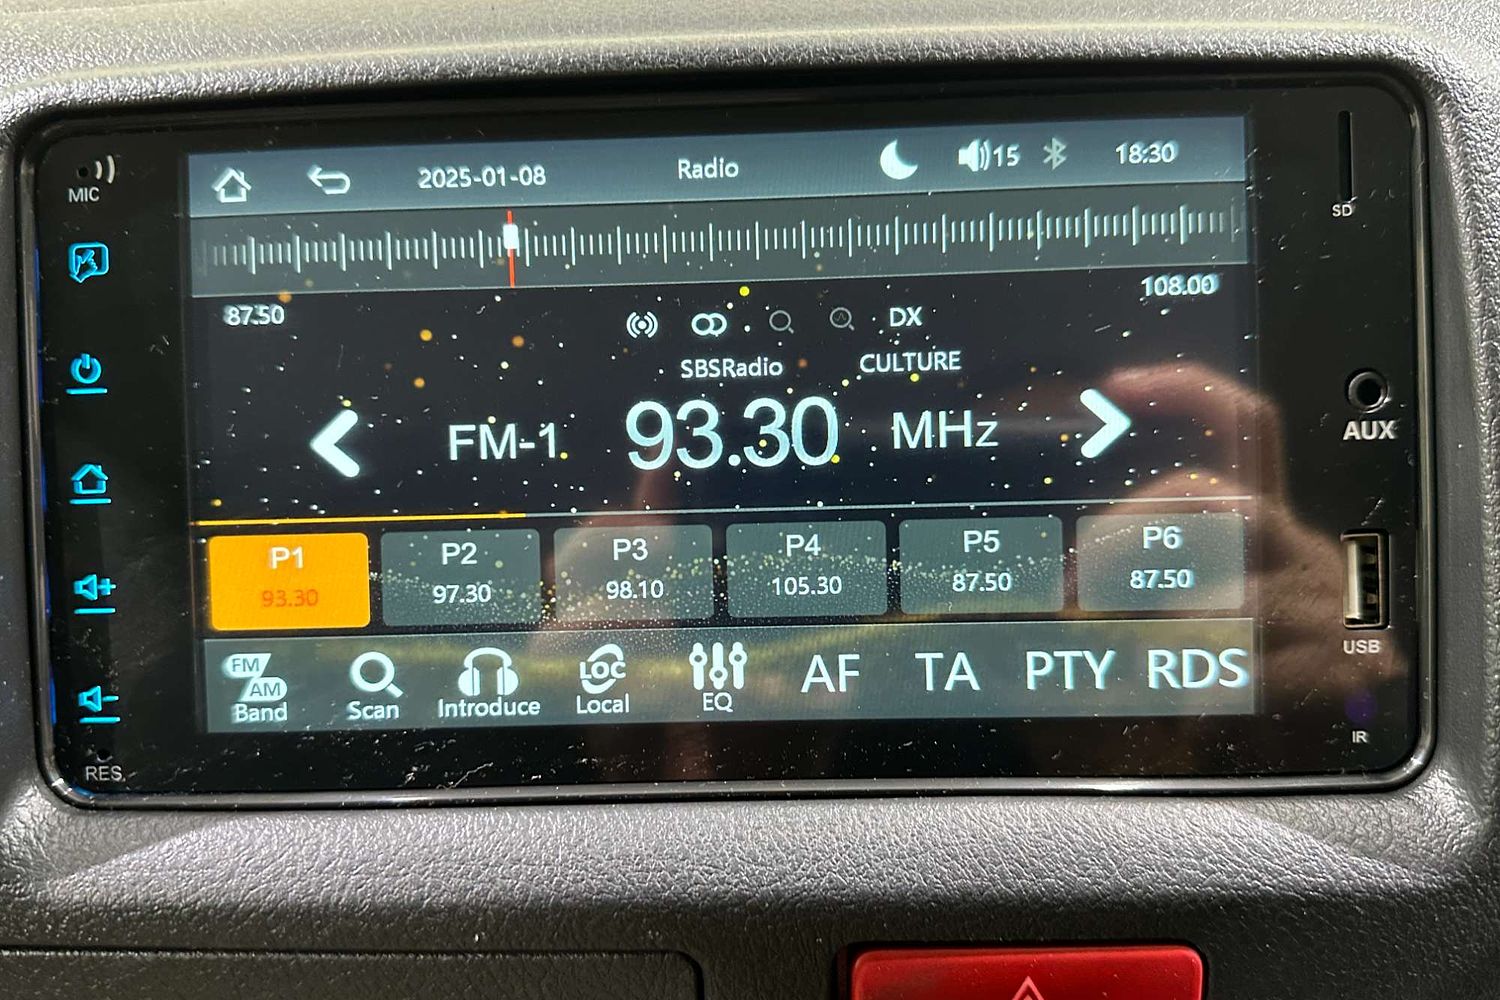 MIC
2025-01-08 Radio 15 18:30
SD
87.50 108.00
DX
SBSRadio CULTURE
FM-1 93.30 MHz
AUX
P1 P2 P3 P4 P5 P6
93.30 97.30 98.10 105.30 87.50 87.50
USB
FM AM LOC AF TA PTY RDS
Band Scan Introduce Local EQ
IR
RES